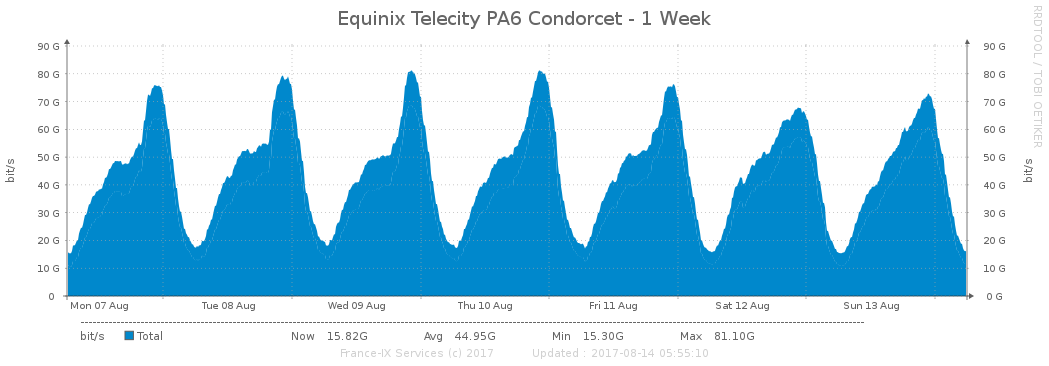 Equinix Telecity PA6 Condorcet - 1 Week
RRDTOOL / TOBI OETIKER
bit/s
90 G
80 G
70 G
60 G
50 G
40 G
30 G
20 G
10 G
0
90 G
80 G
70 G
60 G
50 G
40 G
30 G
20 G
10 G
0 G
bit/s
Mon 07 Aug Tue 08 Aug Wed 09 Aug Thu 10 Aug Fri 11 Aug Sat 12 Aug Sun 13 Aug
bit/s Total Now 15.82G Avg 44.95G Min 15.30G Max 81.10G
France-IX Services (c) 2017 Updated : 2017-08-14 05:55:10